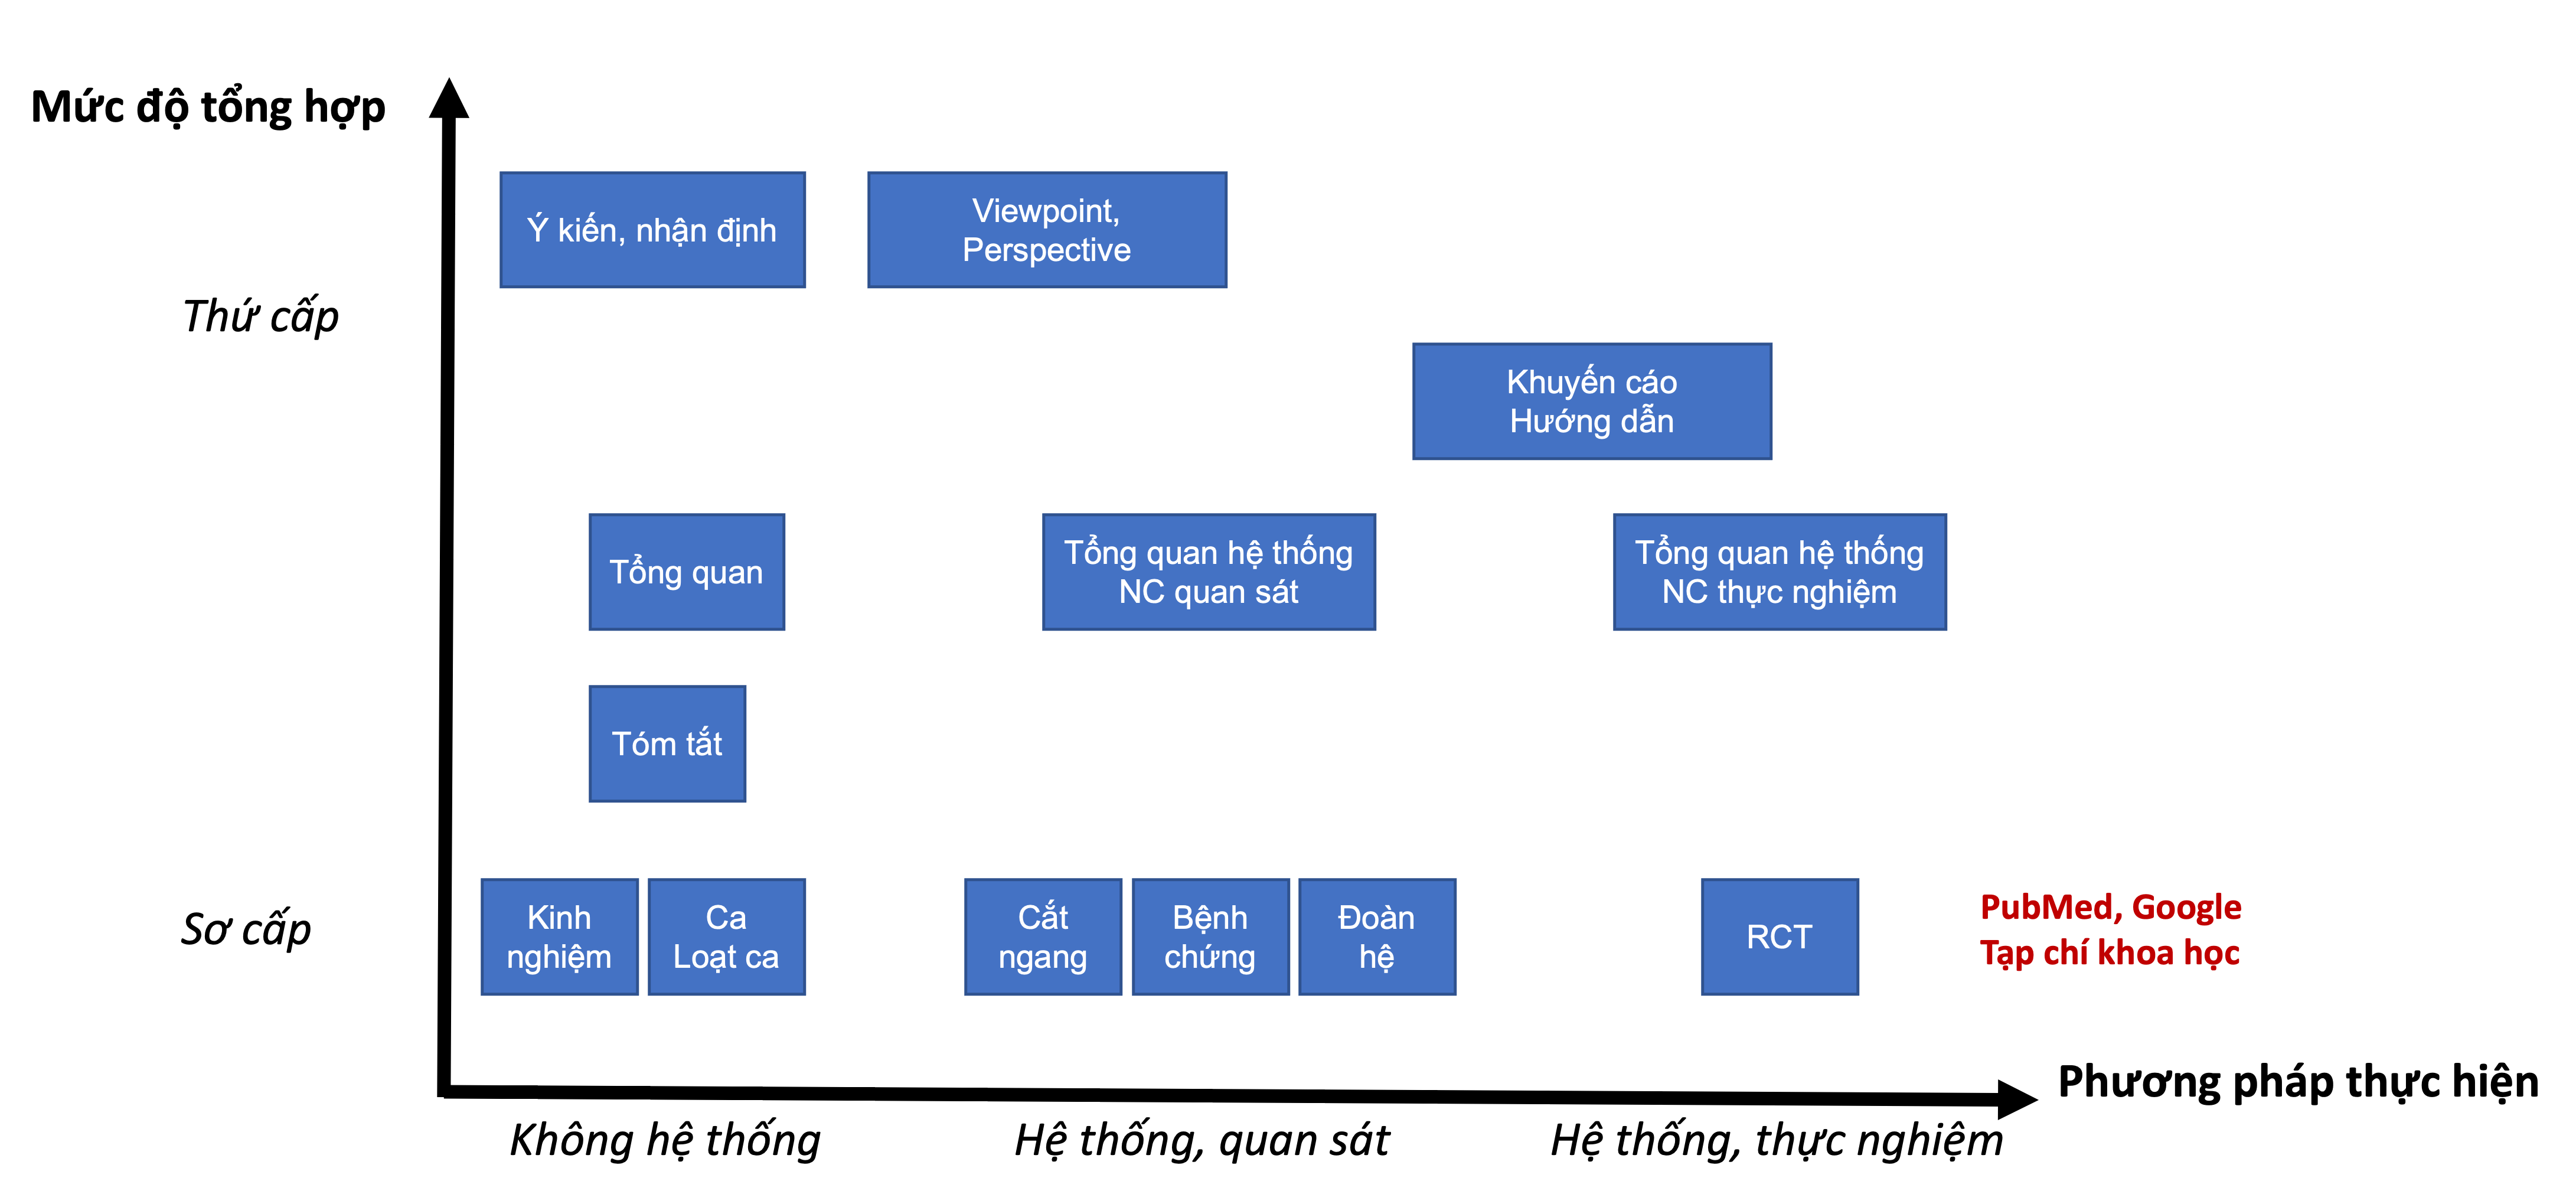 Mức độ tổng hợp
Ý kiến, nhận định
Viewpoint,
Perspective
Thứ cấp
Khuyến cáo
Hướng dẫn
Tổng quan
Tổng quan hệ thống
NC quan sát
Tổng quan hệ thống
NC thực nghiệm
Tóm tắt
Sơ cấp
Kinh
nghiệm
Ca
Loạt ca
Cắt
ngang
Bệnh
chứng
Đoàn
hệ
RCT
PubMed, Google
Tạp chí khoa học
Phương pháp thực hiện
Không hệ thống
Hệ thống, quan sát
Hệ thống, thực nghiệm